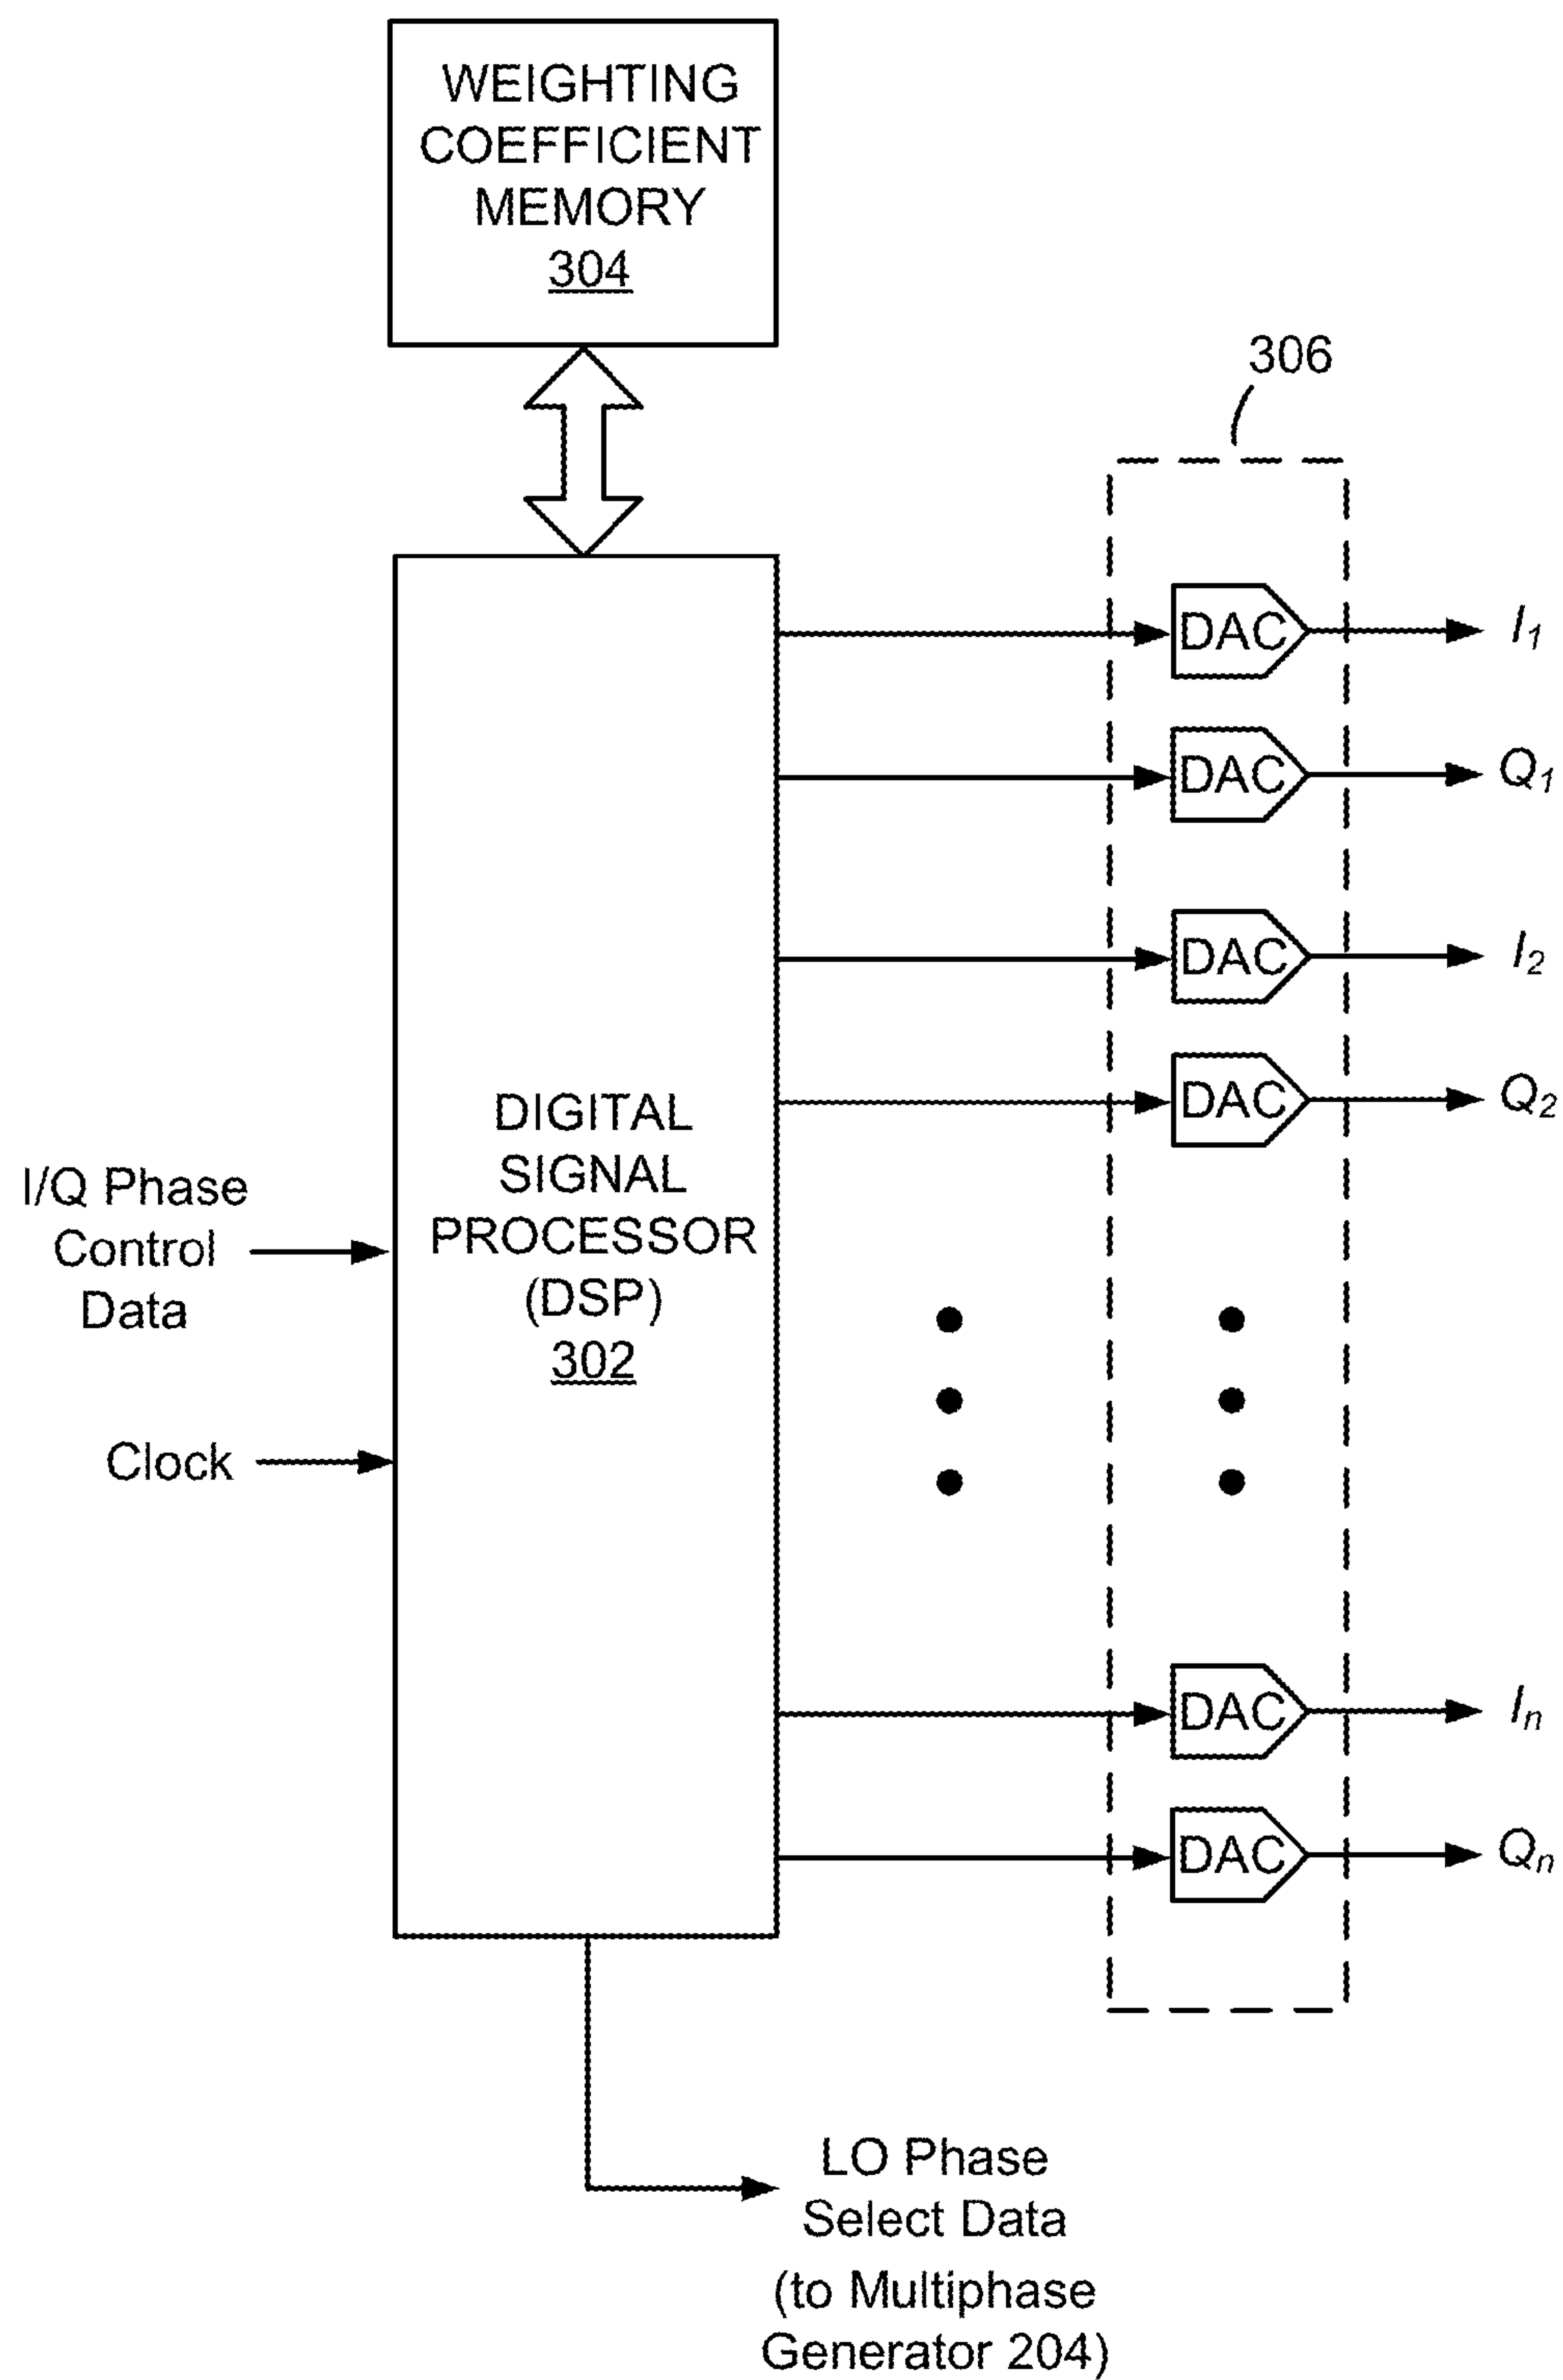 WEIGHTING
COEFFICIENT
MEMORY
304
306
DAC
I1
DAC
Q1
DAC
I2
DAC
Q2
DIGITAL
SIGNAL
PROCESSOR
(DSP)
302
I/Q Phase
Control
Data
Clock
DAC
In
DAC
Qn
LO Phase
Select Data
(to Multiphase
Generator 204)